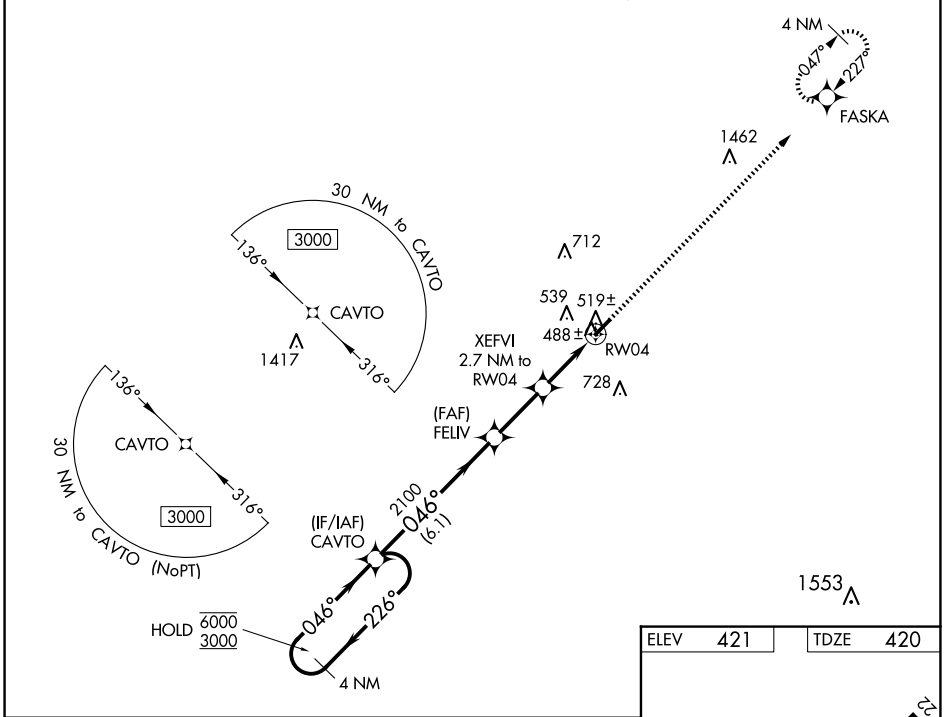 4 NM
047°
227°
FASKA
1462
30 NM to CAVTO
3000
136°
CAVTO
316°
1417
712
539
519±
488±
RW04
XEFVI
2.7 NM to
RW04
728
(FAF)
FELIV
136°
CAVTO
316°
3000
30 NM to CAVTO (NoPT)
2100
046°
(6.1)
(IF/IAF)
CAVTO
046°
226°
HOLD 6000
3000
4 NM
1553
ELEV 421
TDZE 420
22